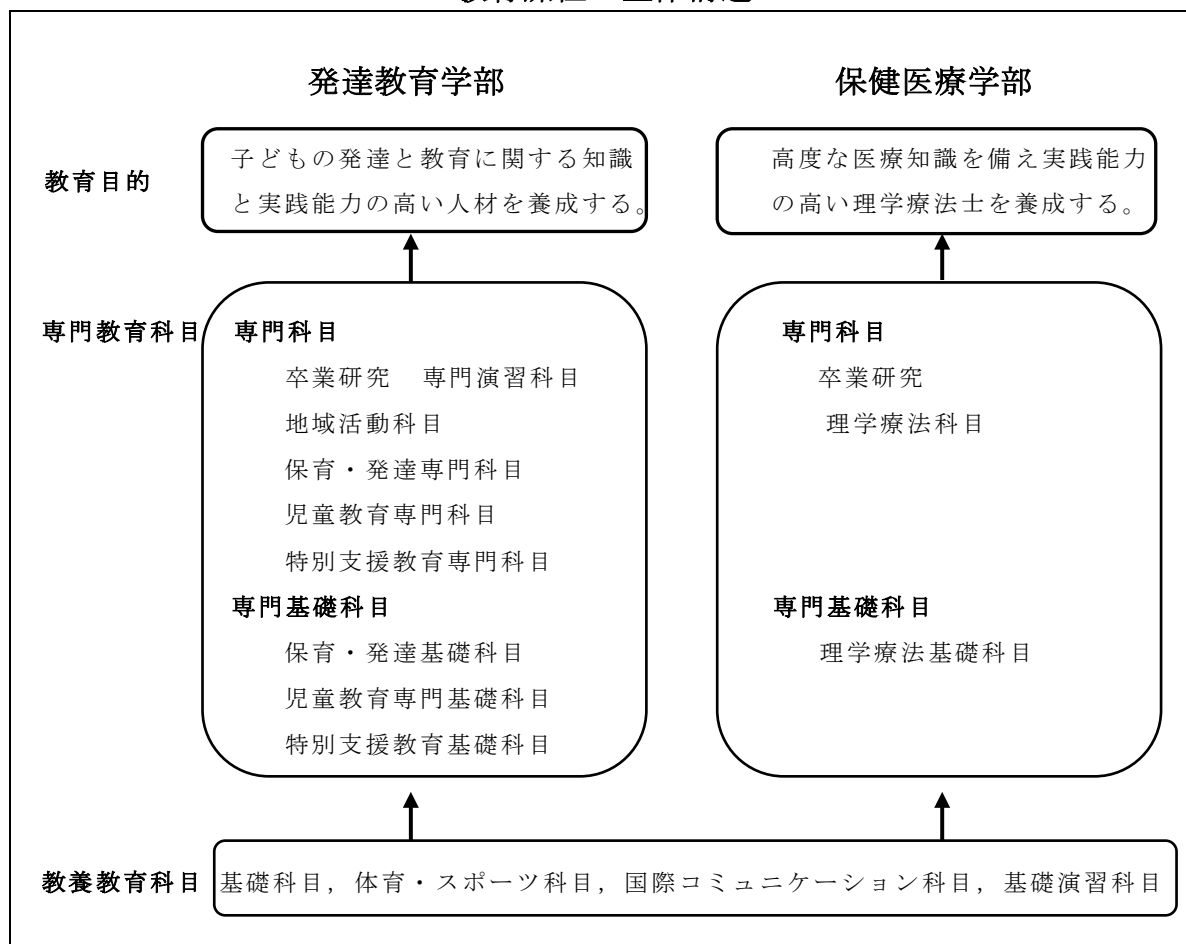 発達教育学部 保健医療学部
教育目的
子どもの発達と教育に関する知識
と実践能力の高い人材を養成する。
高度な医療知識を備え実践能力
の高い理学療法士を養成する。
専門教育科目
専門科目
卒業研究 専門演習科目
地域活動科目
保育・発達専門科目
児童教育専門科目
特別支援教育専門科目
専門基礎科目
保育・発達基礎科目
児童教育専門基礎科目
特別支援教育基礎科目
専門科目
卒業研究
理学療法科目
専門基礎科目
理学療法基礎科目
教養教育科目
基礎科目, 体育・スポーツ科目, 国際コミュニケーション科目, 基礎演習科目